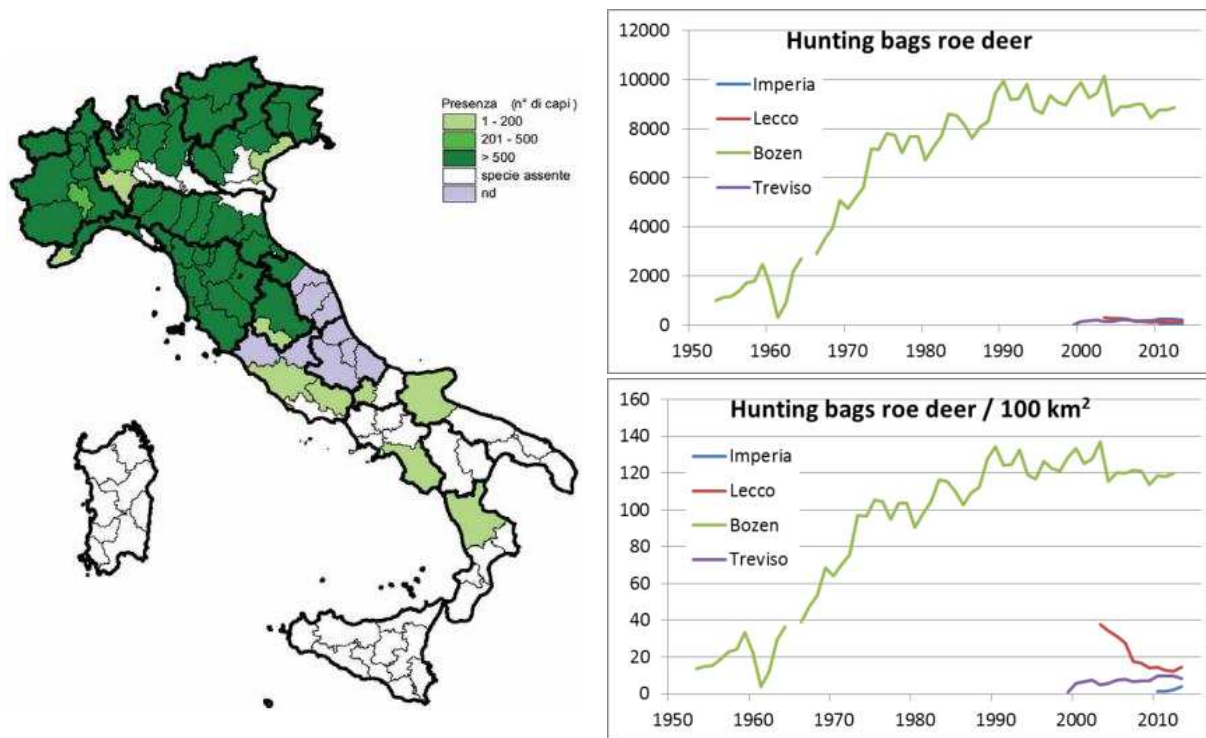 Presenza (n° di capi )
1 - 200
201 - 500
> 500
specie assente
nd
Hunting bags roe deer
12000
10000
8000
6000
4000
2000
0
Imperia
Lecco
Bozen
Treviso
1950 1960 1970 1980 1990 2000 2010
Hunting bags roe deer / 100 km²
160
140
120
100
80
60
40
20
0
Imperia
Lecco
Bozen
Treviso
1950 1960 1970 1980 1990 2000 2010